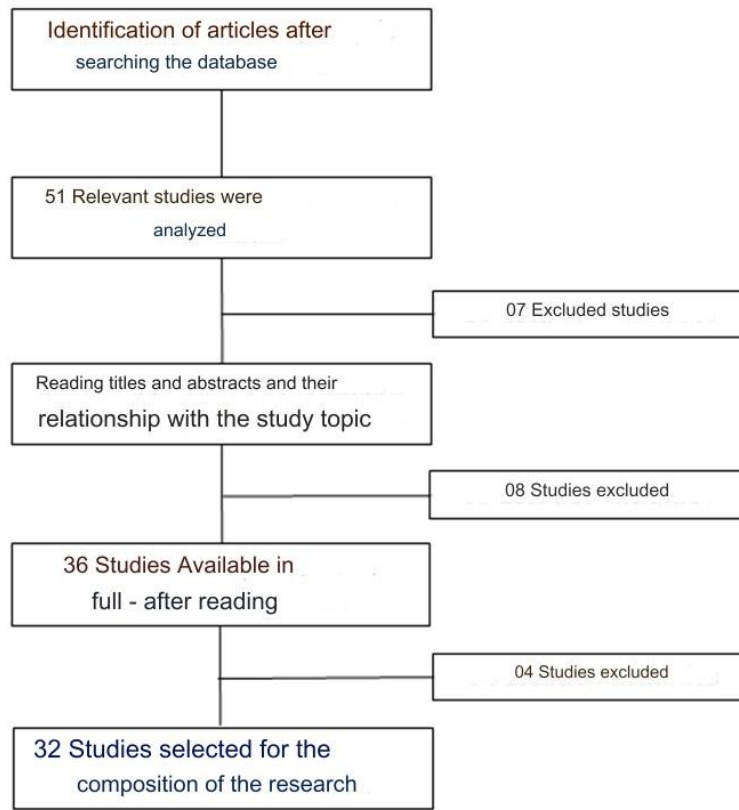 Identification of articles after
searching the database
51 Relevant studies were
analyzed
07 Excluded studies
Reading titles and abstracts and their
relationship with the study topic
08 Studies excluded
36 Studies Available in
full - after reading
04 Studies excluded
32 Studies selected for the
composition of the research